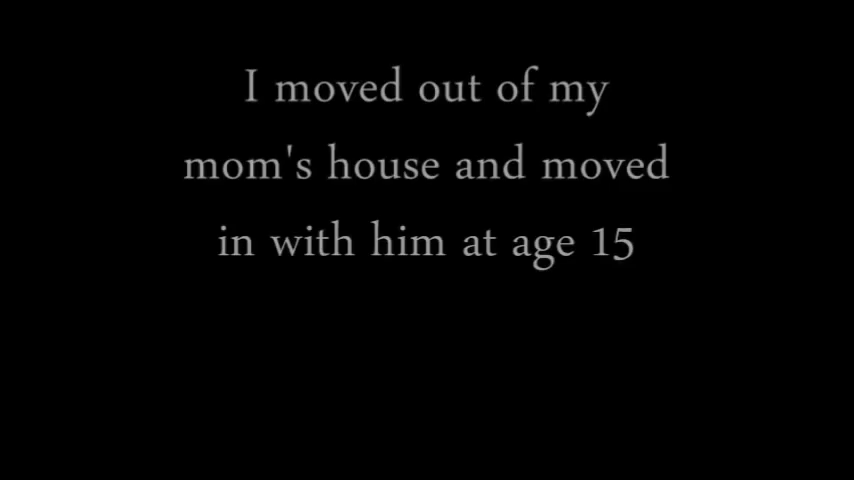 I moved out of my
mom's house and moved
in with him at age 15